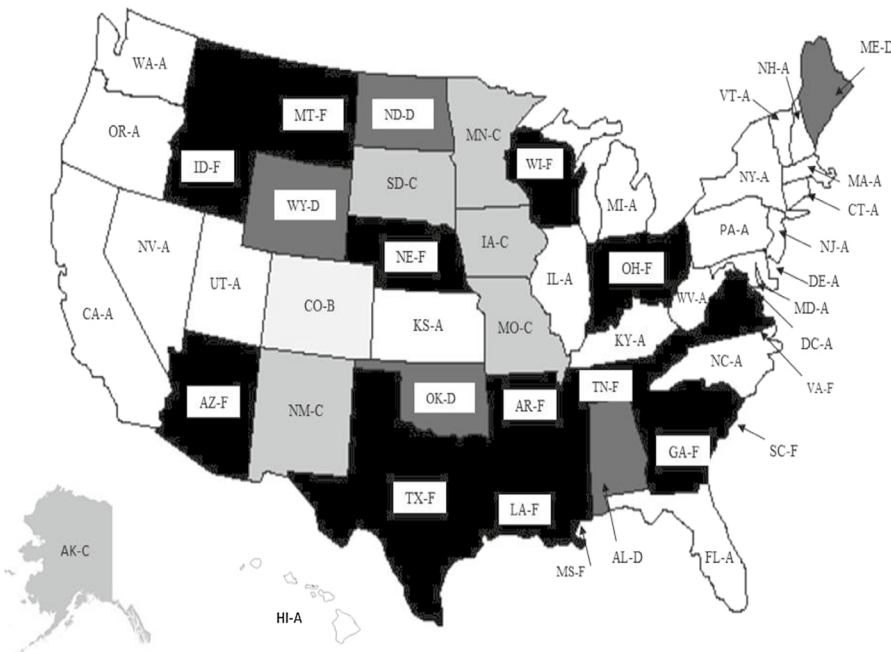 WA-A
OR-A
CA-A
NV-A
ID-F
MT-F
WY-D
UT-A
CO-B
AZ-F
NM-C
ND-D
SD-C
NE-F
KS-A
OK-D
TX-F
MN-C
IA-C
MO-C
AR-F
LA-F
WI-F
IL-A
MI-A
OH-F
KY-A
TN-F
MS-F
AL-D
GA-F
FL-A
SC-F
NC-A
VA-F
WV-A
DC-A
MD-A
DE-A
NJ-A
PA-A
NY-A
CT-A
MA-A
VT-A
NH-A
ME-D
AK-C
HI-A